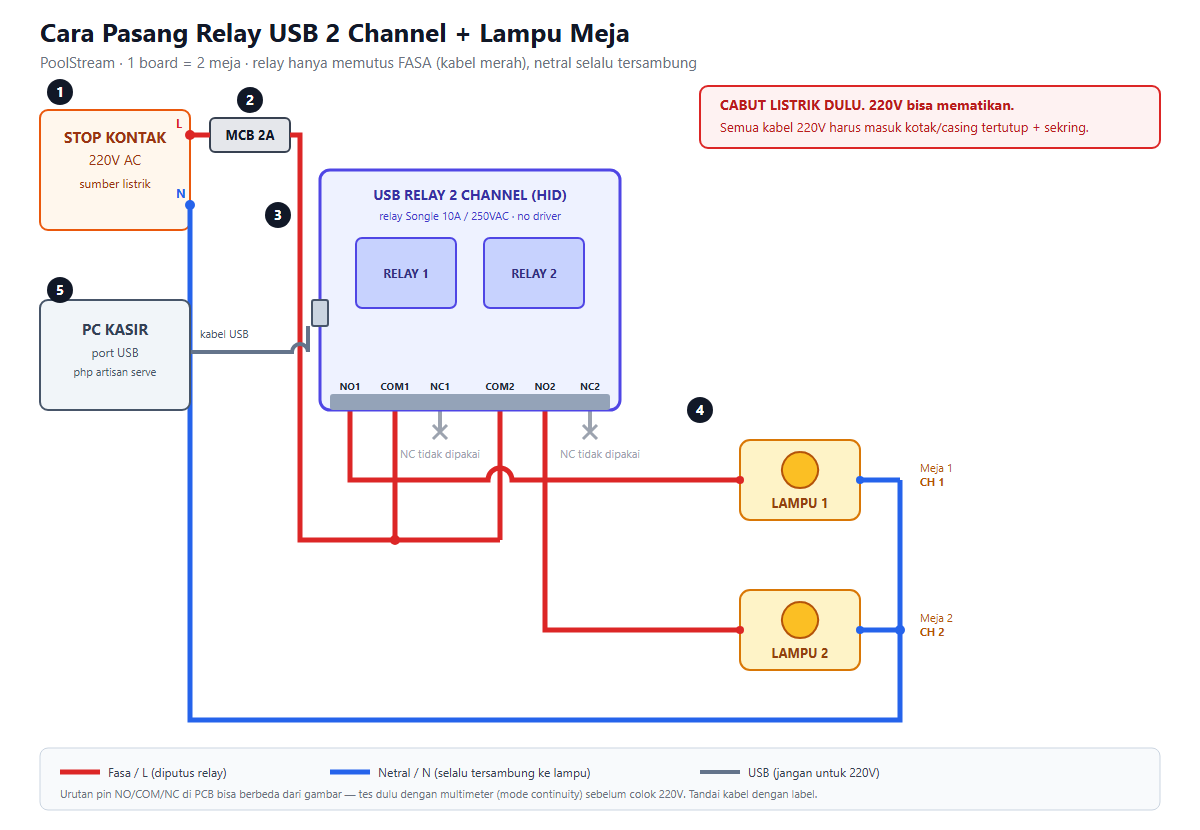 Cara Pasang Relay USB 2 Channel + Lampu Meja
PoolStream · 1 board = 2 meja · relay hanya memutus FASA (kabel merah), netral selalu tersambung
CABUT LISTRIK DULU. 220V bisa mematikan.
Semua kabel 220V harus masuk kotak/casing tertutup + sekring.
1
STOP KONTAK
220V AC
sumber listrik
L
N
2
MCB 2A
3
USB RELAY 2 CHANNEL (HID)
relay Songle 10A / 250VAC · no driver
RELAY 1
RELAY 2
5
PC KASIR
port USB
php artisan serve
kabel USB
NO1
COM1
NC1
COM2
NO2
NC2
NC tidak dipakai
NC tidak dipakai
4
LAMPU 1
Meja 1
CH 1
LAMPU 2
Meja 2
CH 2
Fasa / L (diputus relay)
Netral / N (selalu tersambung ke lampu)
USB (jangan untuk 220V)
Urutan pin NO/COM/NC di PCB bisa berbeda dari gambar — tes dulu dengan multimeter (mode continuity) sebelum colok 220V. Tandai kabel dengan label.